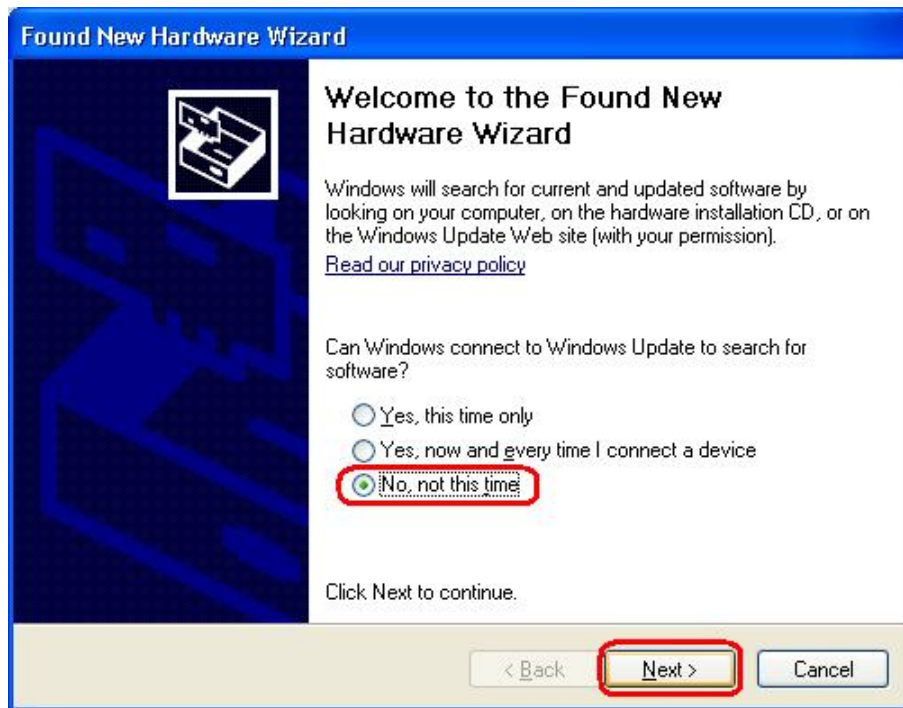 Found New Hardware Wizard
Welcome to the Found New
Hardware Wizard
Windows will search for current and updated software by
looking on your computer, on the hardware installation CD, or on
the Windows Update Web site (with your permission).
Read our privacy policy
Can Windows connect to Windows Update to search for
software?
Yes, this time only
Yes, now and every time I connect a device
No, not this time
Click Next to continue.
< Back
Next >
Cancel